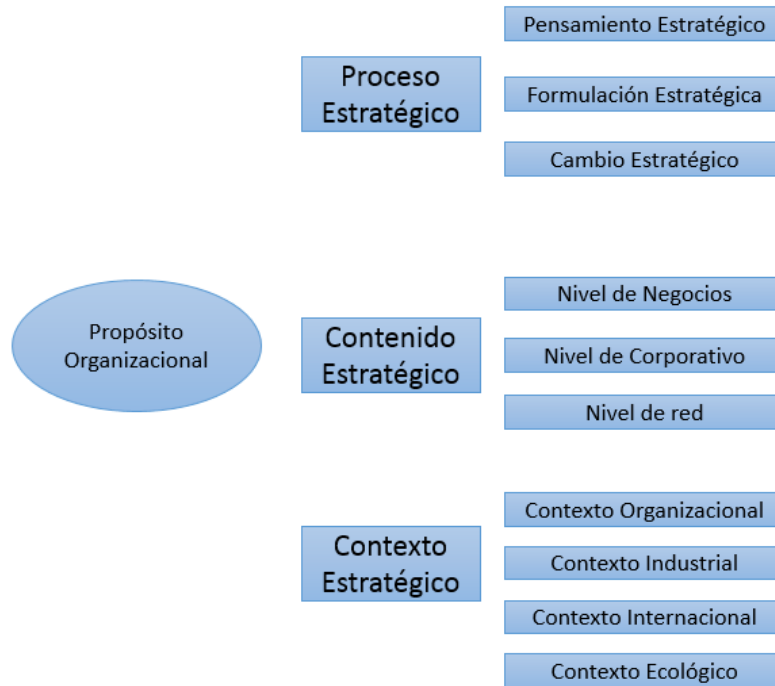 Pensamiento Estratégico
Proceso
Estratégico
Formulación Estratégica
Cambio Estratégico
Propósito
Organizacional
Contenido
Estratégico
Nivel de Negocios
Nivel de Corporativo
Nivel de red
Contexto
Estratégico
Contexto Organizacional
Contexto Industrial
Contexto Internacional
Contexto Ecológico